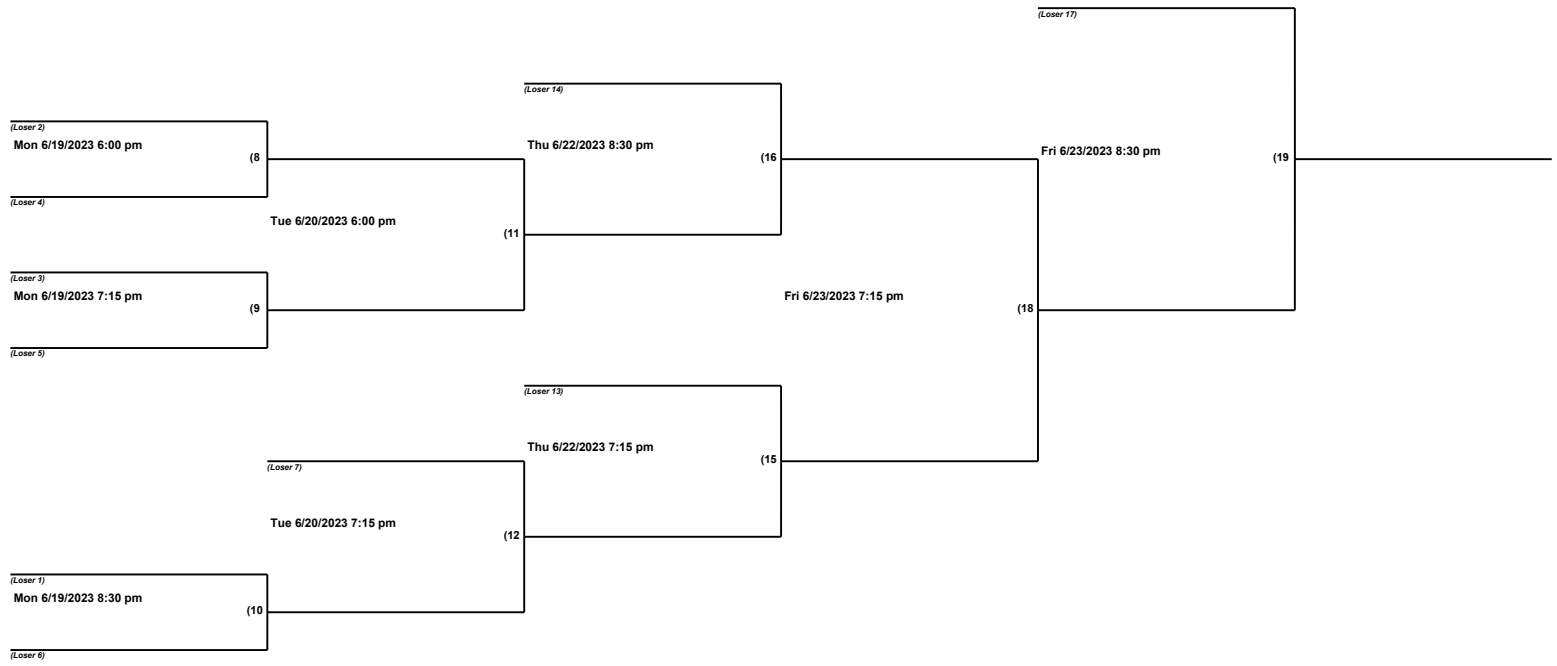 (Loser 17)
(Loser 14)
(Loser 2)
Mon 6/19/2023 6:00 pm
(8
Thu 6/22/2023 8:30 pm
(16
Fri 6/23/2023 8:30 pm
(19
(Loser 4)
Tue 6/20/2023 6:00 pm
(11
(Loser 3)
Mon 6/19/2023 7:15 pm
(9
Fri 6/23/2023 7:15 pm
(18
(Loser 5)
(Loser 13)
Thu 6/22/2023 7:15 pm
(15
(Loser 7)
Tue 6/20/2023 7:15 pm
(12
(Loser 1)
Mon 6/19/2023 8:30 pm
(10
(Loser 6)